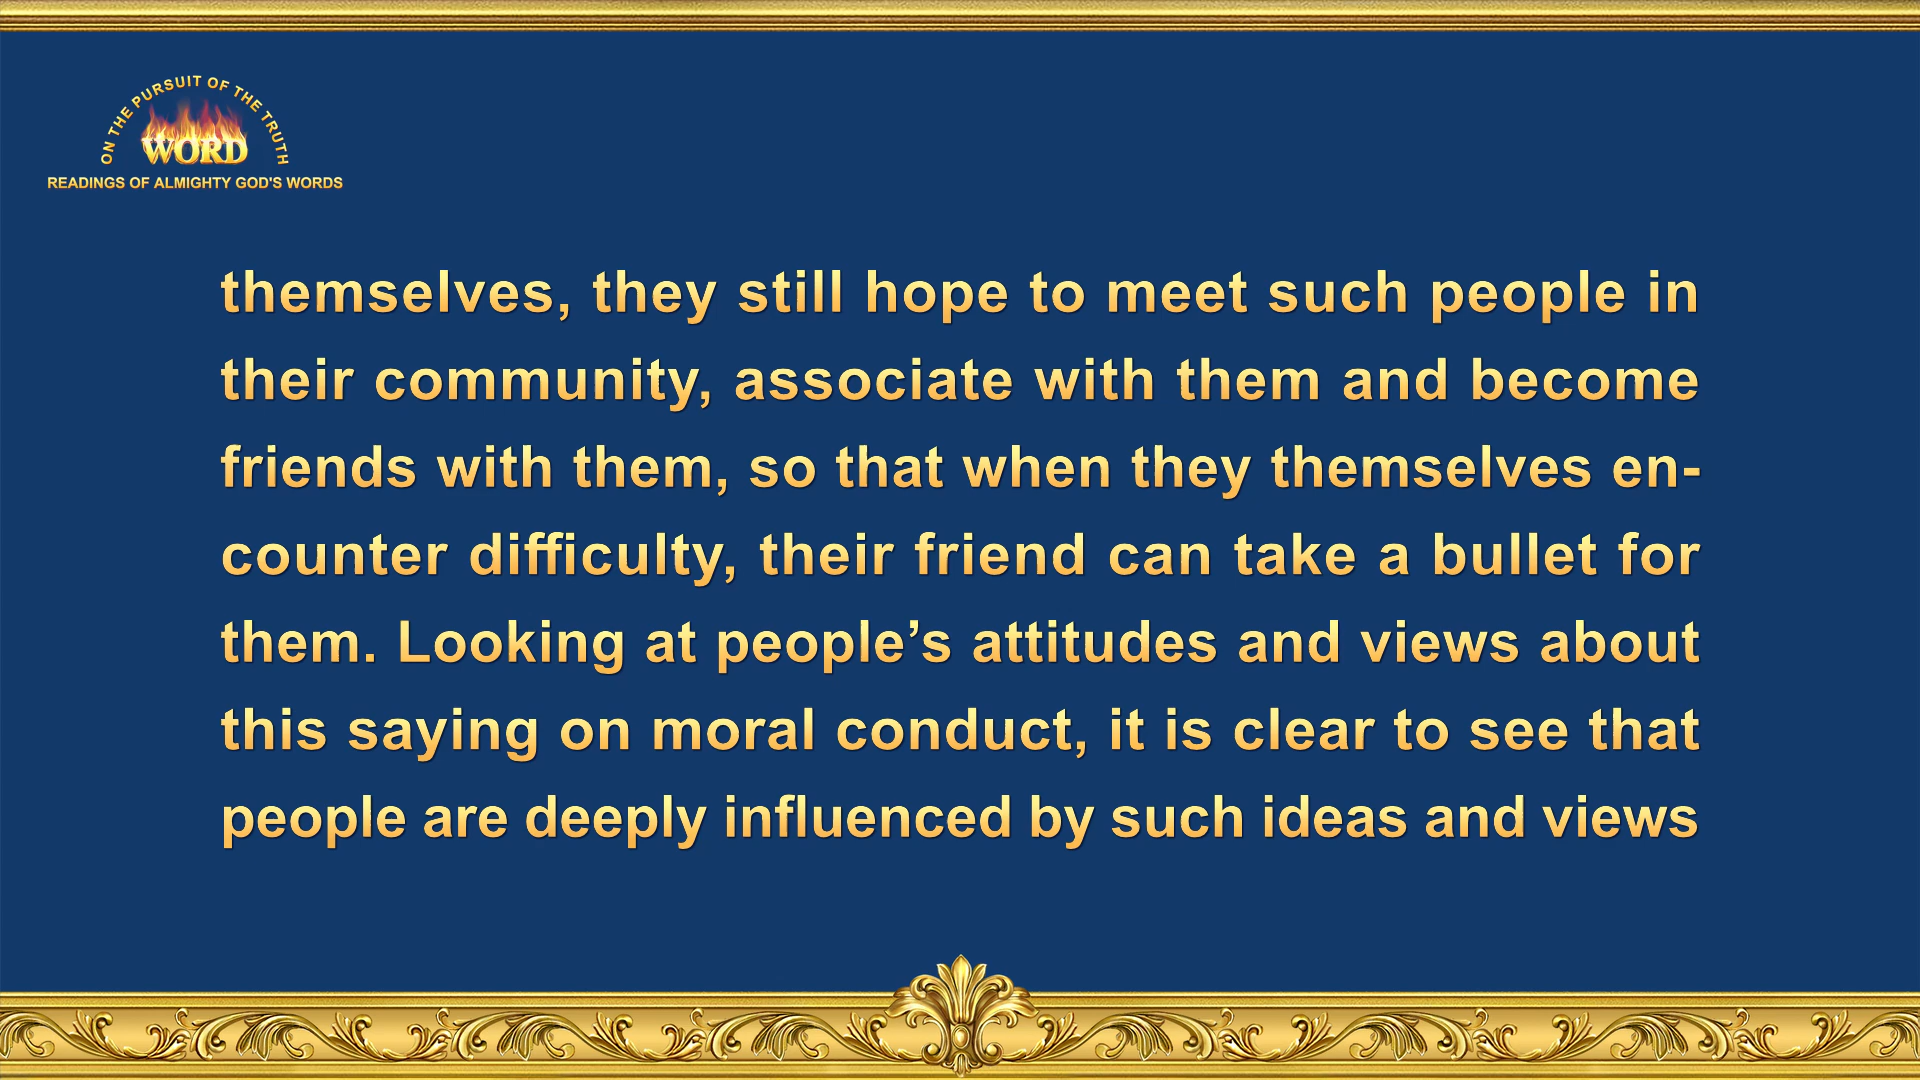 ON THE PURSUIT OF THE TRUTH
WORD
READINGS OF ALMIGHTY GOD'S WORDS
themselves, they still hope to meet such people in
their community, associate with them and become
friends with them, so that when they themselves en-
counter difficulty, their friend can take a bullet for
them. Looking at people’s attitudes and views about
this saying on moral conduct, it is clear to see that
people are deeply influenced by such ideas and views